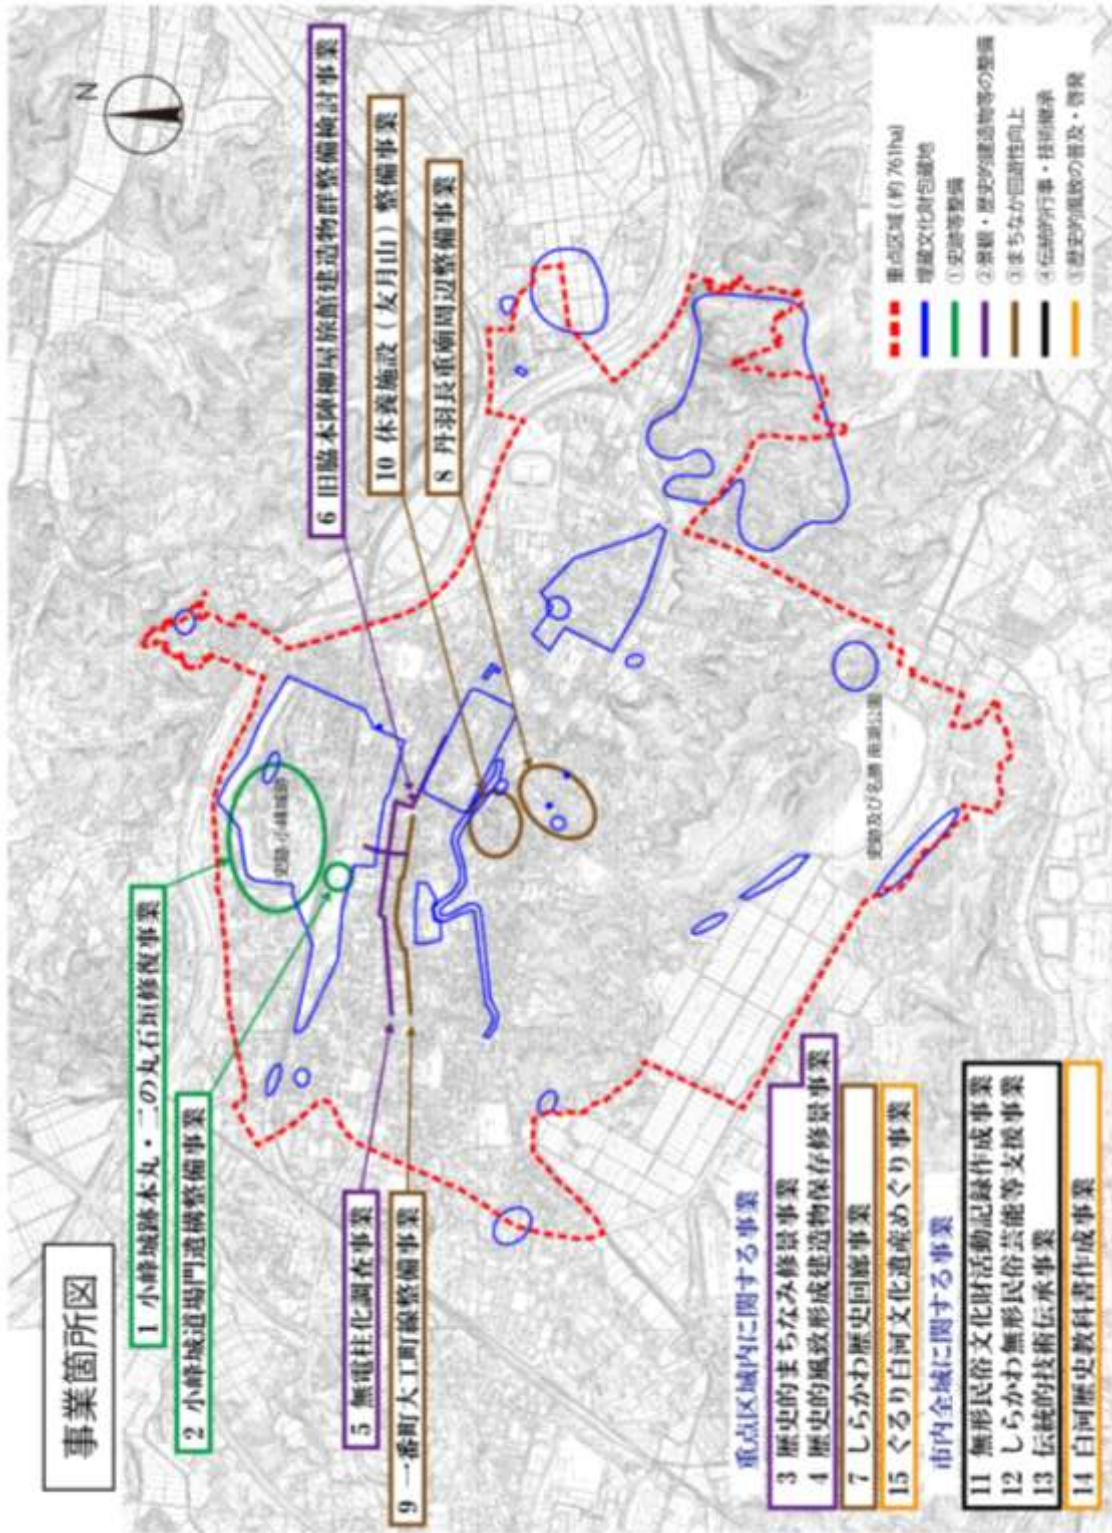 事業箇所図
N
1 小峰城跡本丸・二の丸石垣修復事業
2 小峰城道場門遺構整備事業
5 無電柱化調査事業
9 一番町大工町線整備事業
6 旧脇本陣柳屋旅館建造物群整備検討事業
10 休養施設（友月山）整備事業
8 丹羽長重廟周辺整備事業
史跡 小峰城跡
史跡及び名勝 南湖公園
重点区域内に関する事業
3 歴史的まちなみ修景事業
4 歴史的風致形成建造物保存修景事業
7 しらかわ歴史回廊事業
15 ぐるり白河文化遺産めぐり事業
市内全域に関する事業
11 無形民俗文化財活動記録作成事業
12 しらかわ無形民俗芸能等支援事業
13 伝統的技術伝承事業
14 白河歴史教科書作成事業
重点区域(約761ha)
埋蔵文化財包蔵地
①史跡等整備
②景観・歴史的建造物等の整備
③まちなか回遊性向上
④伝統的行事・技術継承
⑤歴史的風致の普及・啓発